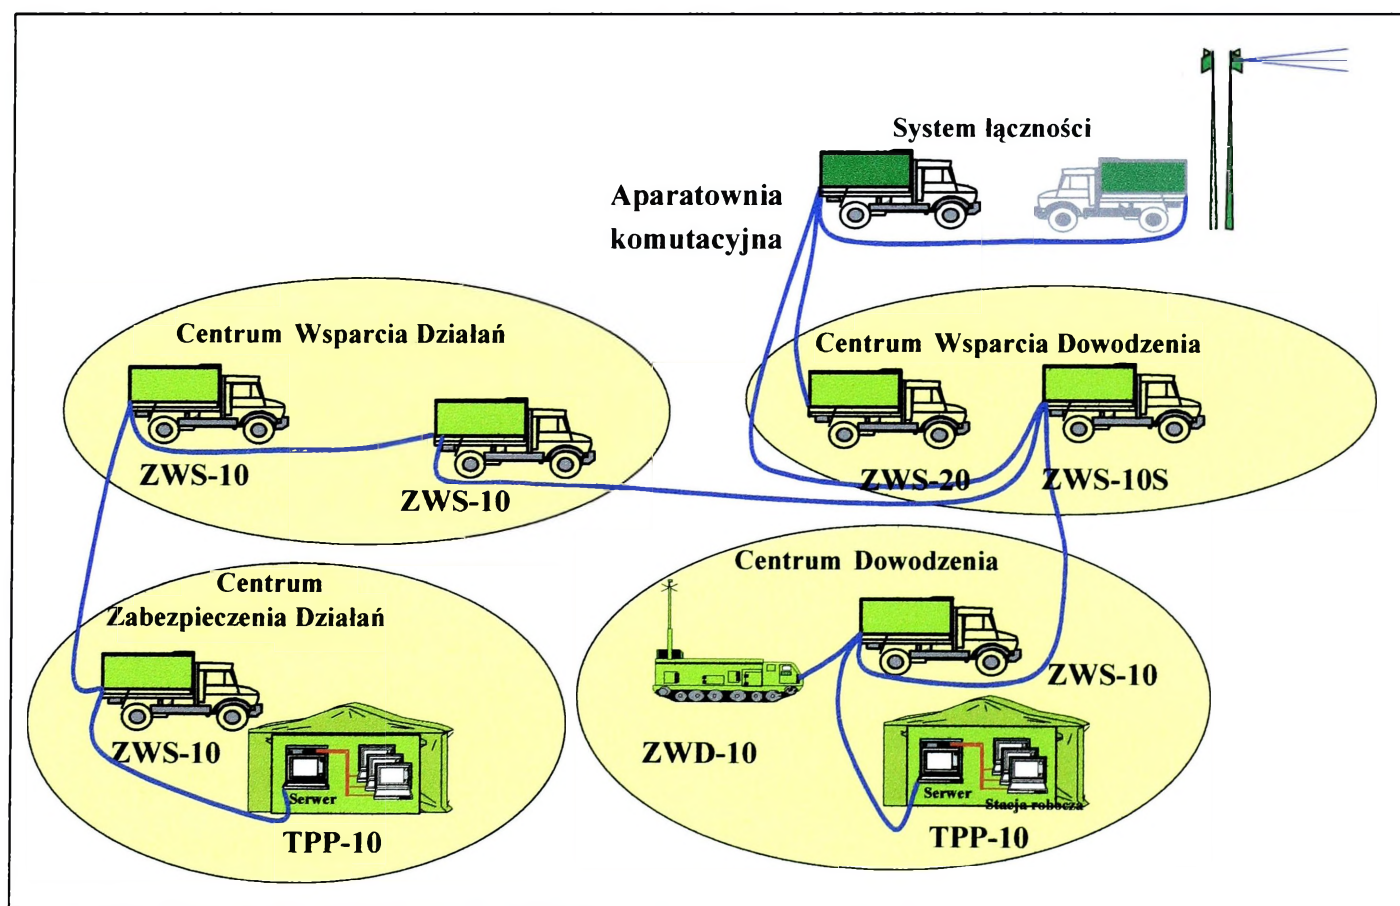 System łączności
Aparatownia
komutacyjna
Centrum Wsparcia Działań
ZWS-10
ZWS-10
Centrum Wsparcia Dowodzenia
ZWS-20
ZWS-10S
Centrum
Zabezpieczenia Działań
ZWS-10
Serwer
TPP-10
Centrum Dowodzenia
ZWS-10
ZWD-10
Serwer
Stacja robocza
TPP-10